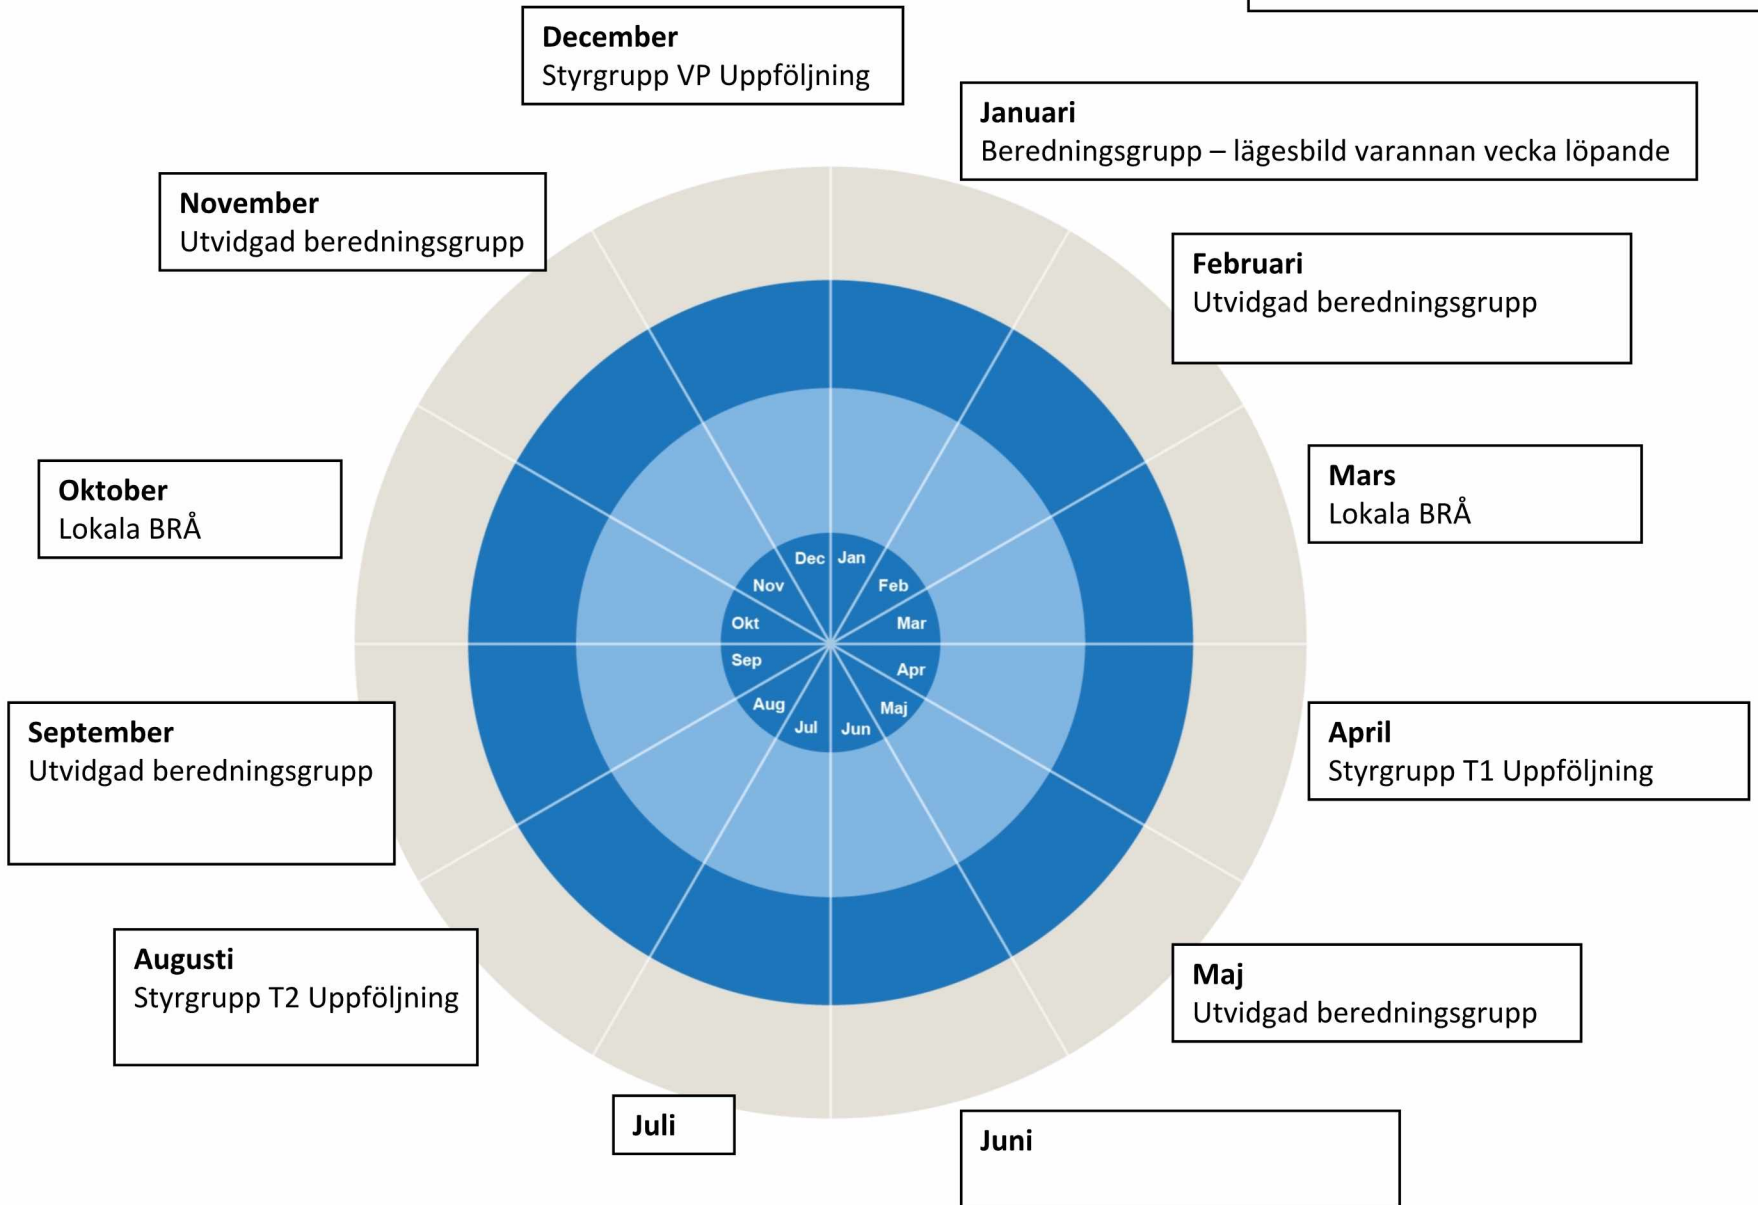 December
Styrgrupp VP Uppföljning
Januari
Beredningsgrupp – lägesbild varannan vecka löpande
November
Utvidgad beredningsgrupp
Februari
Utvidgad beredningsgrupp
Oktober
Lokala BRÅ
Mars
Lokala BRÅ
Dec
Jan
Nov
Feb
Okt
Mar
Sep
Apr
Aug
Maj
Jul
Jun
September
Utvidgad beredningsgrupp
April
Styrgrupp T1 Uppföljning
Augusti
Styrgrupp T2 Uppföljning
Maj
Utvidgad beredningsgrupp
Juli
Juni